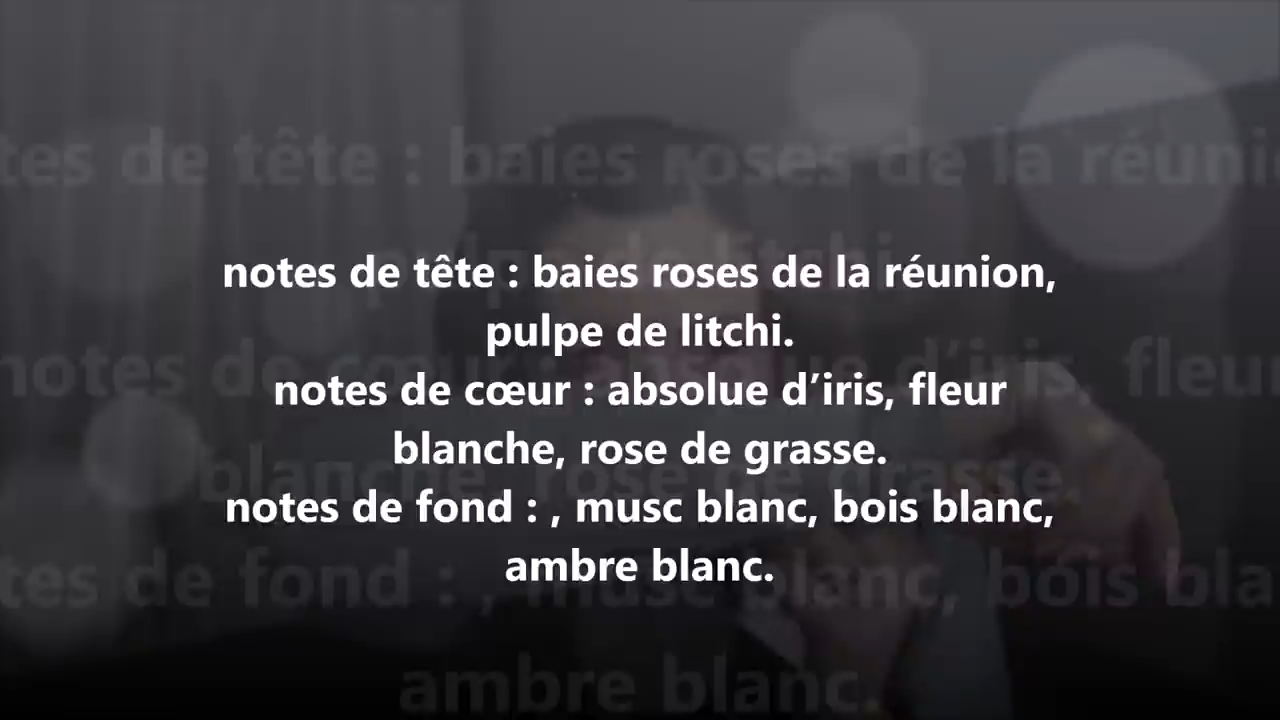 notes de tête : baies roses de la réunion,
pulpe de litchi.
notes de cœur : absolue d’iris, fleur
blanche, rose de grasse.
notes de fond : , musc blanc, bois blanc,
ambre blanc.